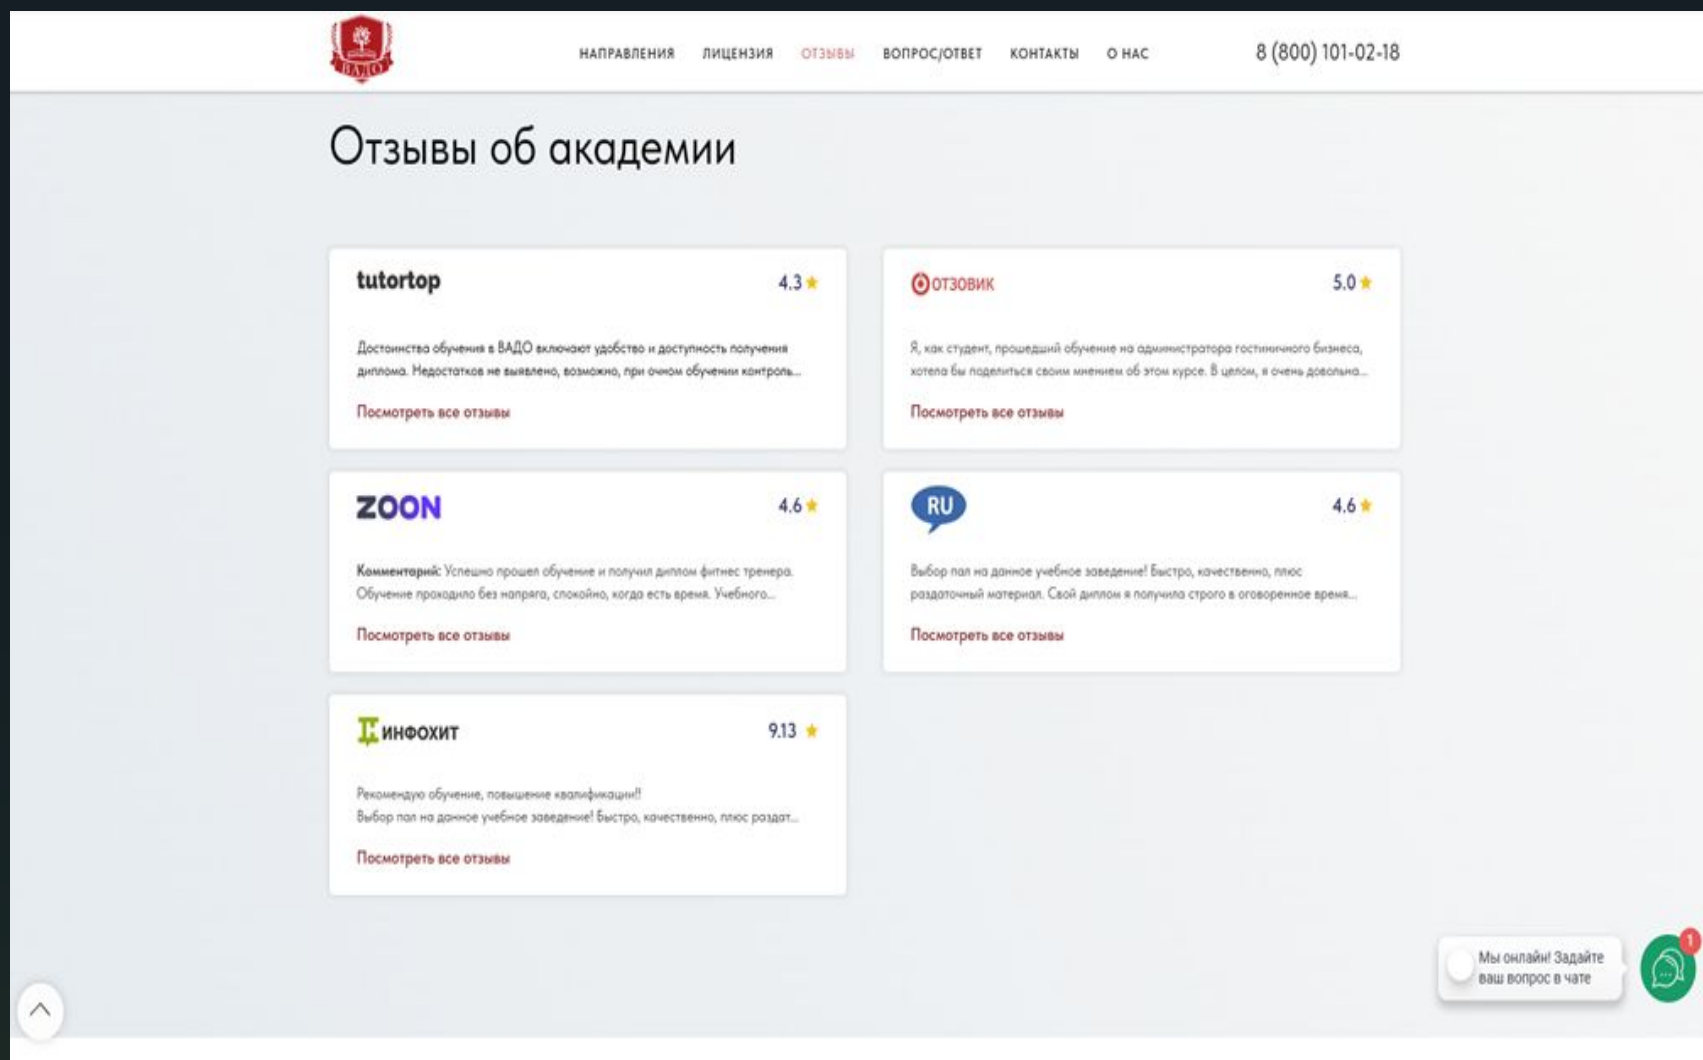 ВАДО
НАПРАВЛЕНИЯ ЛИЦЕНЗИЯ ОТЗЫВЫ ВОПРОС/ОТВЕТ КОНТАКТЫ О НАС 8 (800) 101-02-18
Отзывы об академии
tutortop 4.3
Достоинства обучения в ВАДО включают удобство и доступность получения
диплома. Недостатков не выявлено, возможно, при очном обучении контроль...
Посмотреть все отзывы
ОТЗОВИК 5.0
Я, как студент, прошедший обучение на администратора гостиничного бизнеса,
хотела бы поделиться своим мнением об этом курсе. В целом, я очень довольна...
Посмотреть все отзывы
ZOON 4.6
Комментарий: Успешно прошел обучение и получил диплом фитнес тренера.
Обучение проходило без напряга, спокойно, когда есть время. Учебного...
Посмотреть все отзывы
RU 4.6
Выбор пал на данное учебное заведение! Быстро, качественно, плюс
раздаточный материал. Свой диплом я получила строго в оговоренное время...
Посмотреть все отзывы
ИНФОХИТ 9.13
Рекомендую обучение, повышение квалификации!!
Выбор пал на данное учебное заведение! Быстро, качественно, плюс раздат...
Посмотреть все отзывы
Мы онлайн! Задайте
ваш вопрос в чате
1